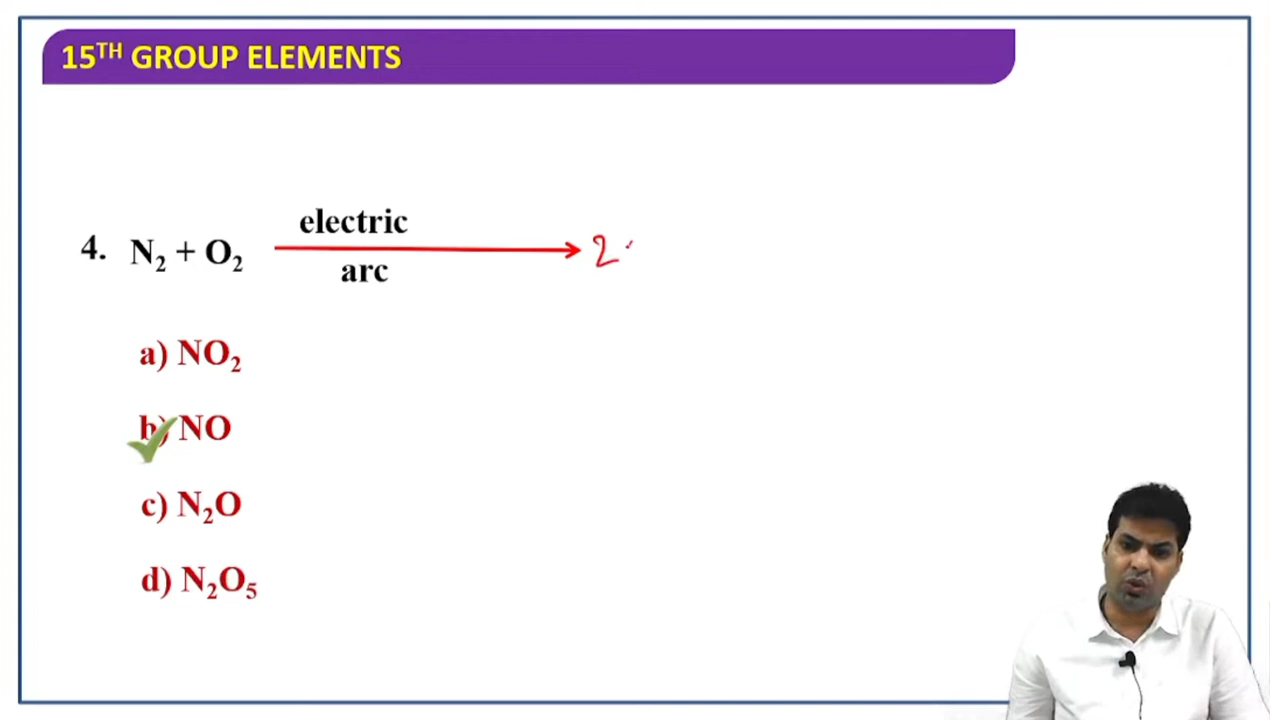 15TH GROUP ELEMENTS
electric
4. N2 + O2 → 2
arc
a) NO2
b) NO
c) N2O
d) N2O5